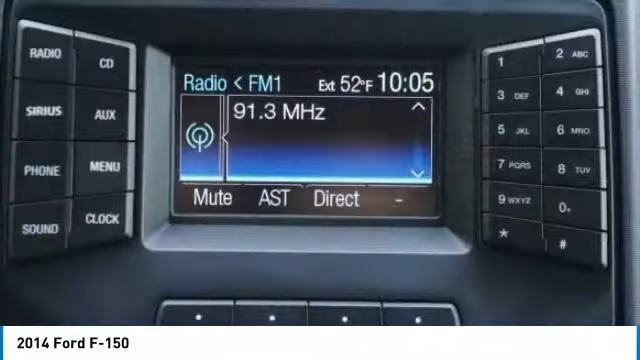 RADIO
CD
SIRIUS
AUX
PHONE
MENU
SOUND
CLOCK
Radio < FM1 Ext 52°F 10:05
91.3 MHz
Mute AST Direct -
1
2 ABC
3 DEF
4 GHI
5 JKL
6 MNO
7 PQRS
8 TUV
9 WXYZ
0+
*
#
2014 Ford F-150